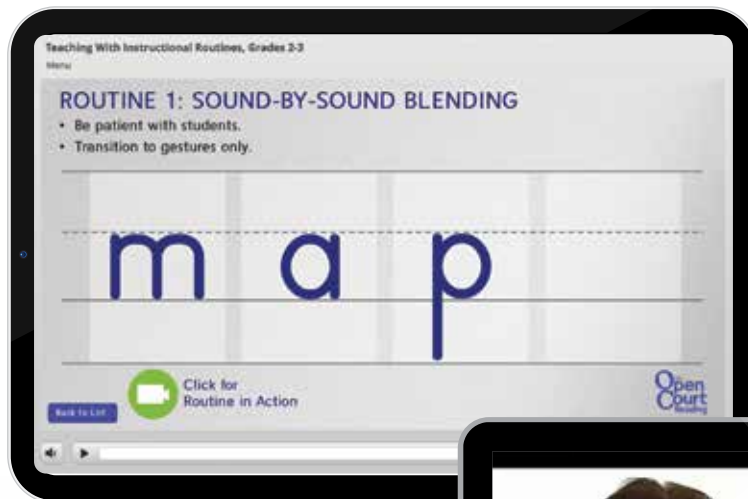 Teaching With Instructional Routines, Grades 2-3
Menu
ROUTINE 1: SOUND-BY-SOUND BLENDING
• Be patient with students.
• Transition to gestures only.
m a p
Click for
Routine in Action
Back to List
Open
Court
Reading